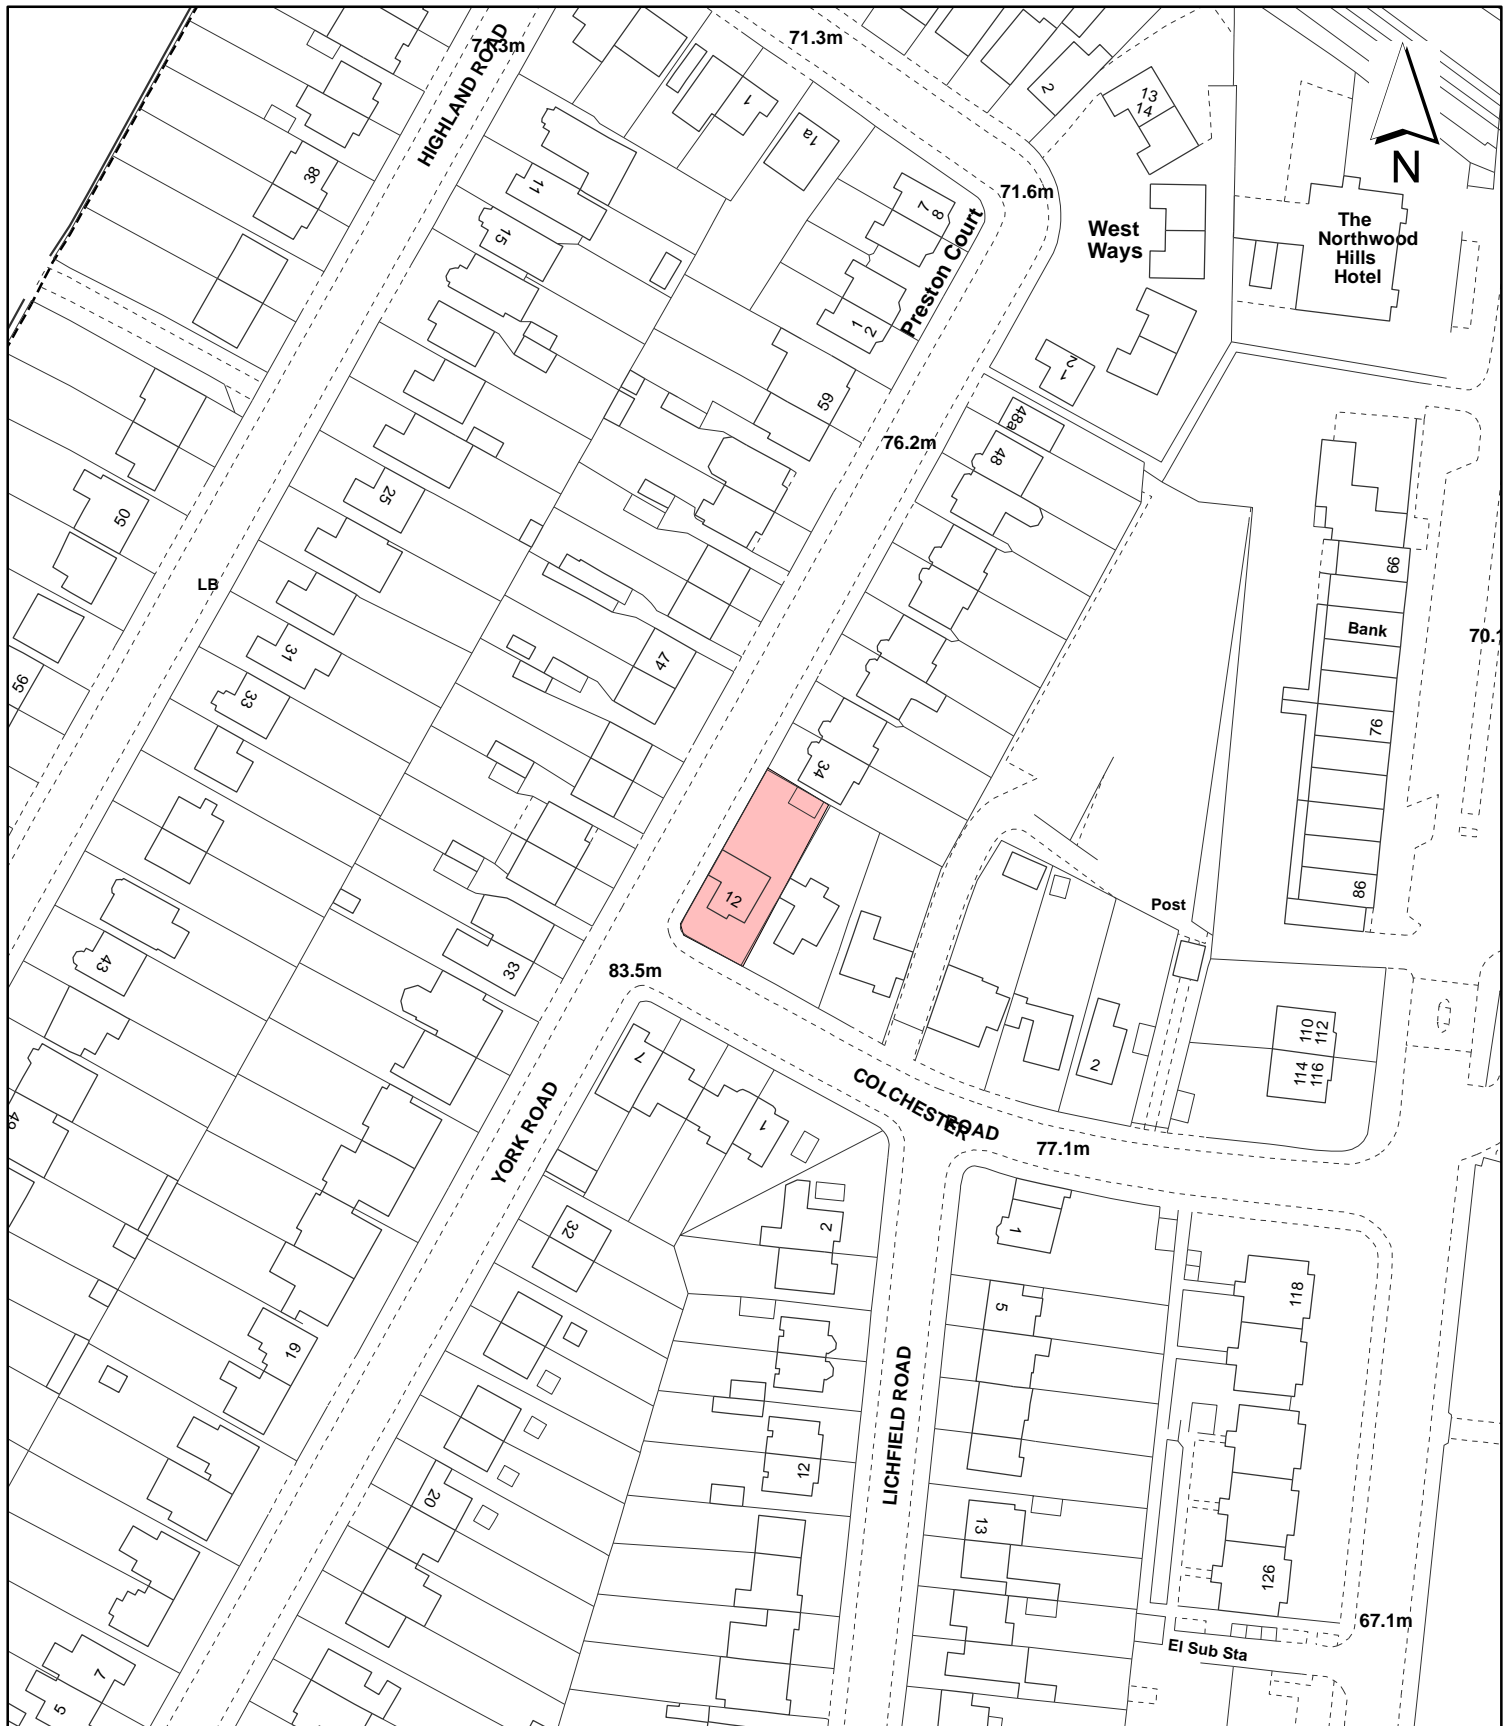 71.3m
71.3m
HIGHLAND ROAD
1
2
13
14
N
1a
38
11
15
7
8
71.6m
Preston Court
West
Ways
The
Northwood
Hills
Hotel
1
2
2
1
59
48a
76.2m
48
25
50
66
LB
Bank
70.1
31
47
33
56
76
34
86
12
Post
43
33
83.5m
7
2
110
112
114
116
COLCHESTER
ROAD
YORK ROAD
1
77.1m
49
32
2
1
118
5
19
LICHFIELD ROAD
12
20
13
126
67.1m
El Sub Sta
7
5